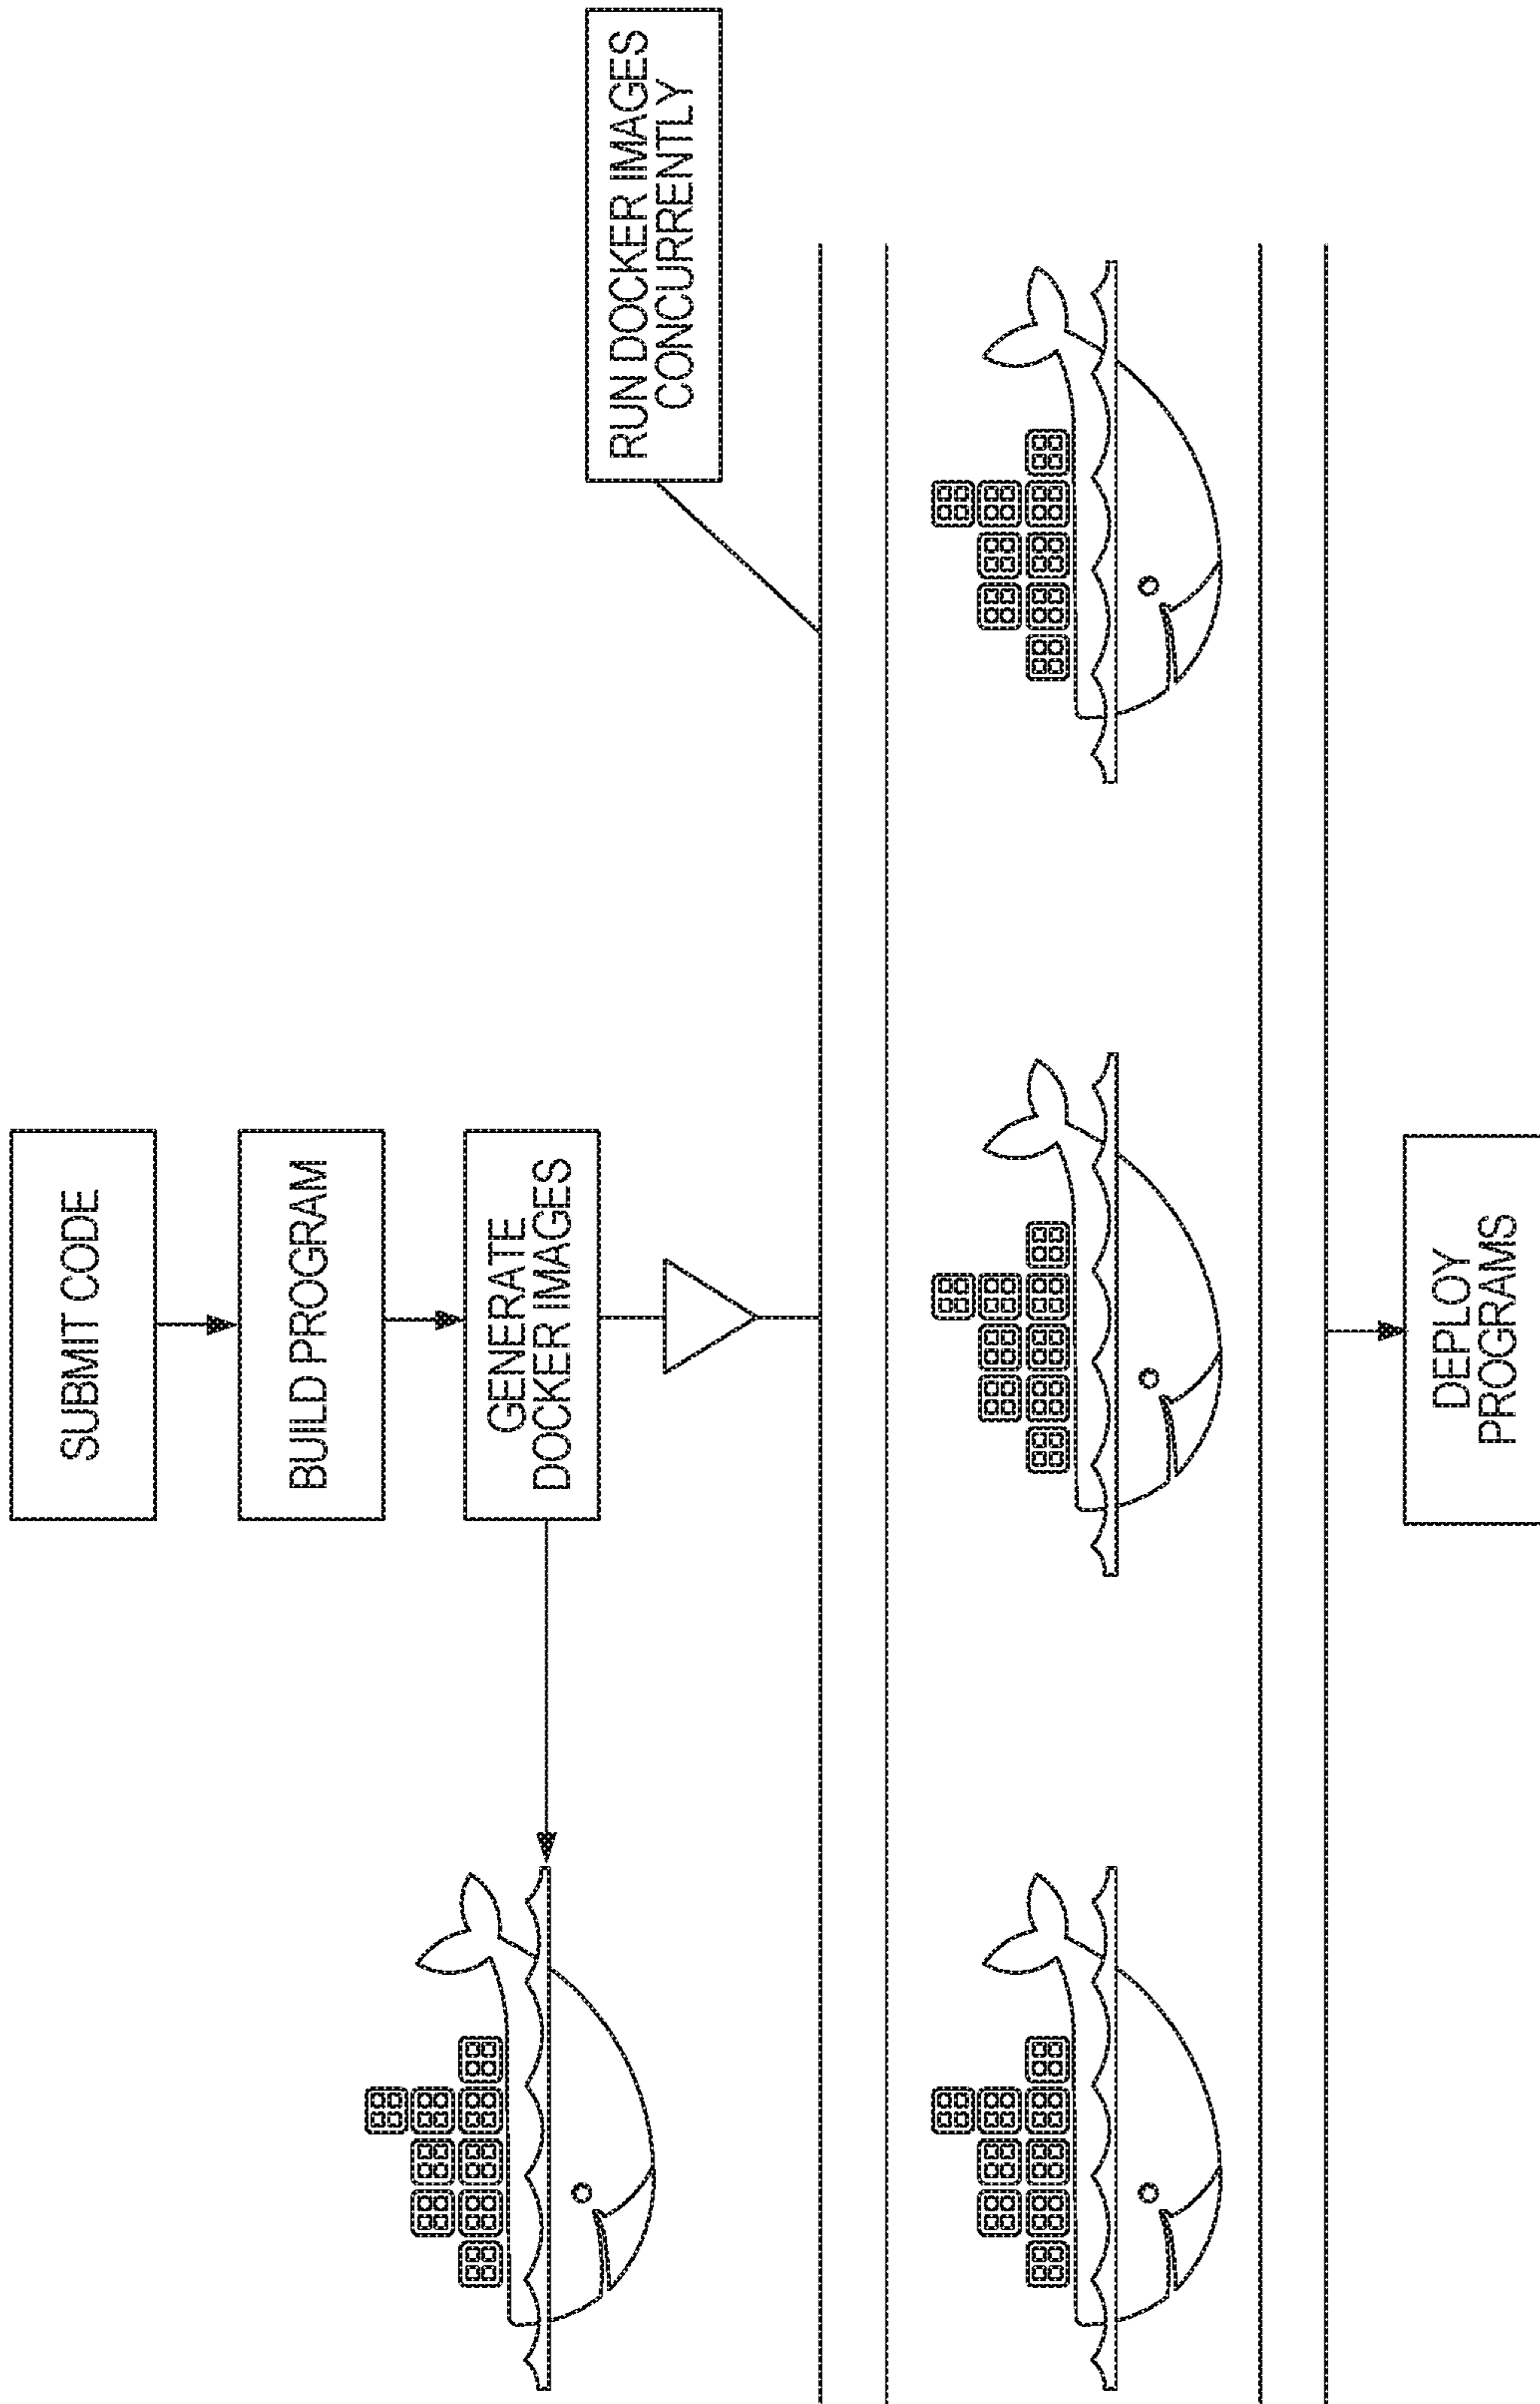 SUBMIT CODE
BUILD PROGRAM
GENERATE
DOCKER IMAGES
RUN DOCKER IMAGES
CONCURRENTLY
DEPLOY
PROGRAMS